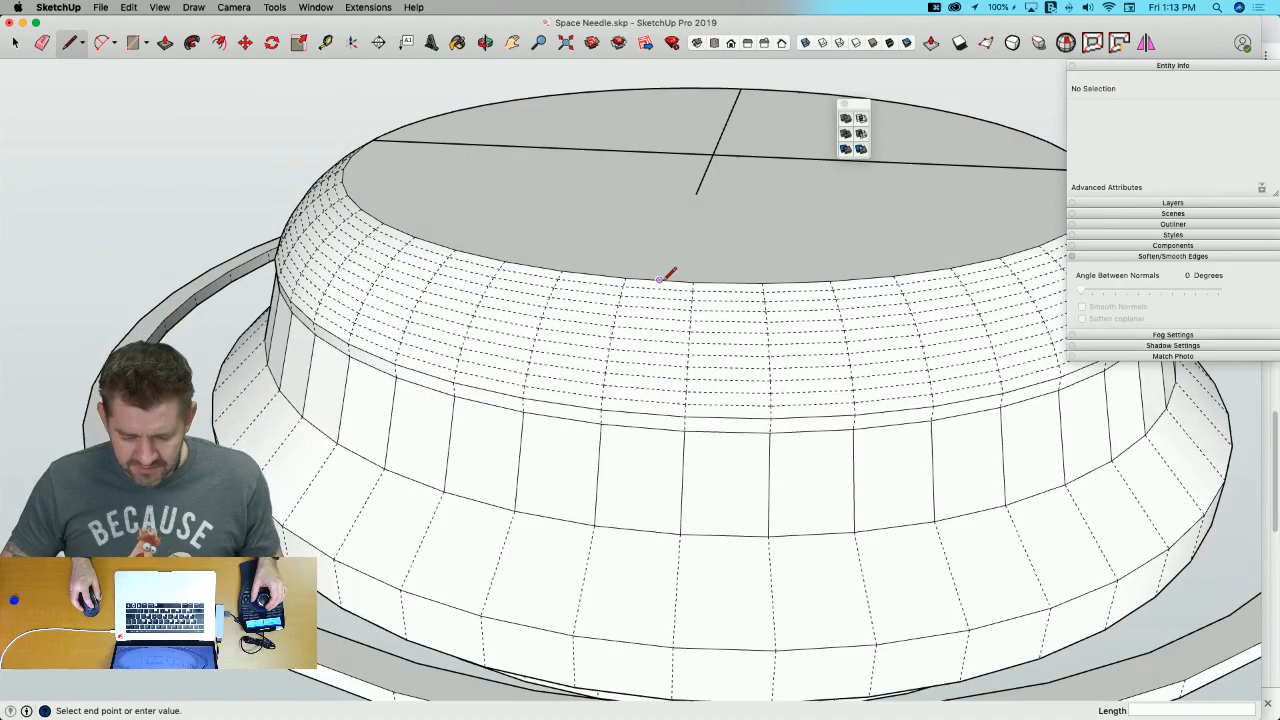 SketchUp File Edit View Draw Camera Tools Window Extensions Help
100% Fri 1:13 PM
Space Needle.skp - SketchUp Pro 2019
Entity Info
No Selection
Advanced Attributes
Layers
Scenes
Outliner
Styles
Components
Soften/Smooth Edges
Angle Between Normals 0 Degrees
Smooth Normals
Soften coplanar
Fog Settings
Shadow Settings
Match Photo
BECAUSE
Select end point or enter value.
Length